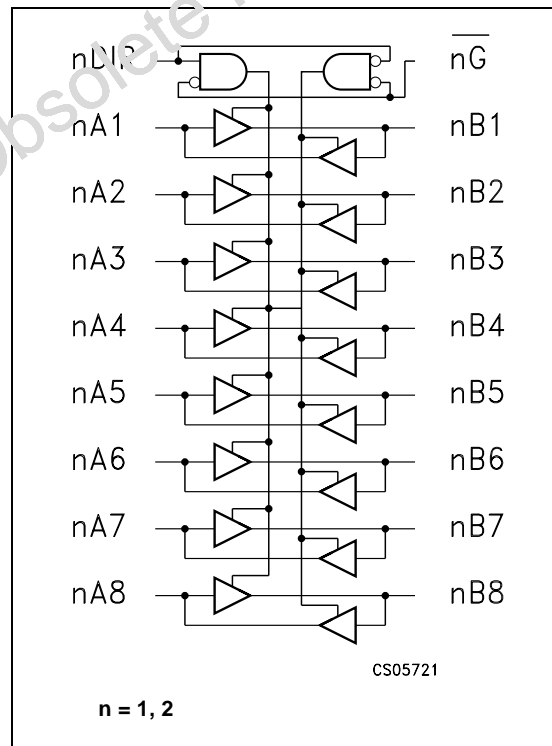 obsolete
nDIR
nG
nA1 nB1
nA2 nB2
nA3 nB3
nA4 nB4
nA5 nB5
nA6 nB6
nA7 nB7
nA8 nB8
CS05721
n = 1, 2